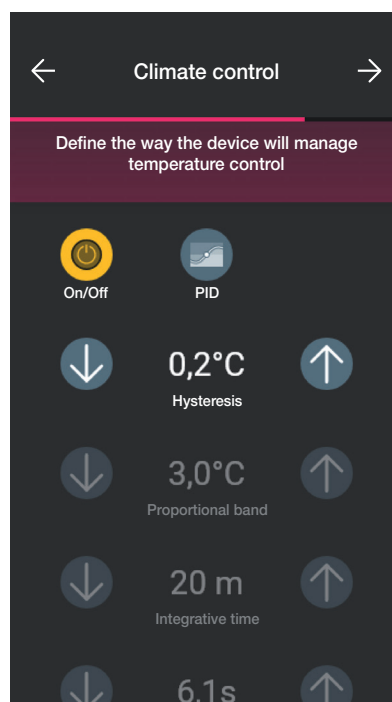 Climate control
Define the way the device will manage
temperature control
On/Off
PID
0,2°C
Hysteresis
3,0°C
Proportional band
20 m
Integrative time
6.1s